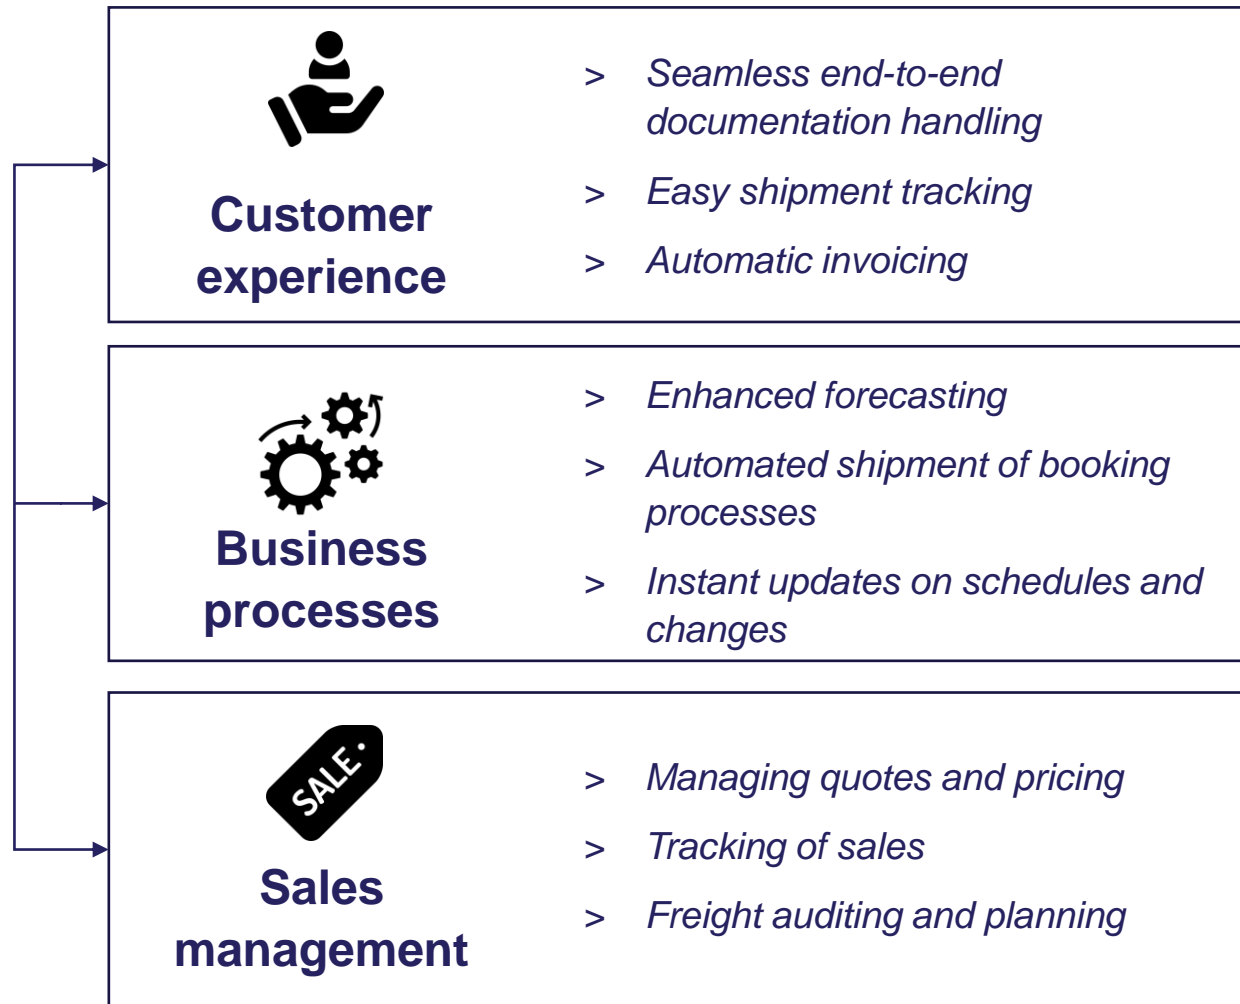 Customer
experience
> Seamless end-to-end
documentation handling
> Easy shipment tracking
> Automatic invoicing
Business
processes
> Enhanced forecasting
> Automated shipment of booking
processes
> Instant updates on schedules and
changes
SALE
Sales
management
> Managing quotes and pricing
> Tracking of sales
> Freight auditing and planning